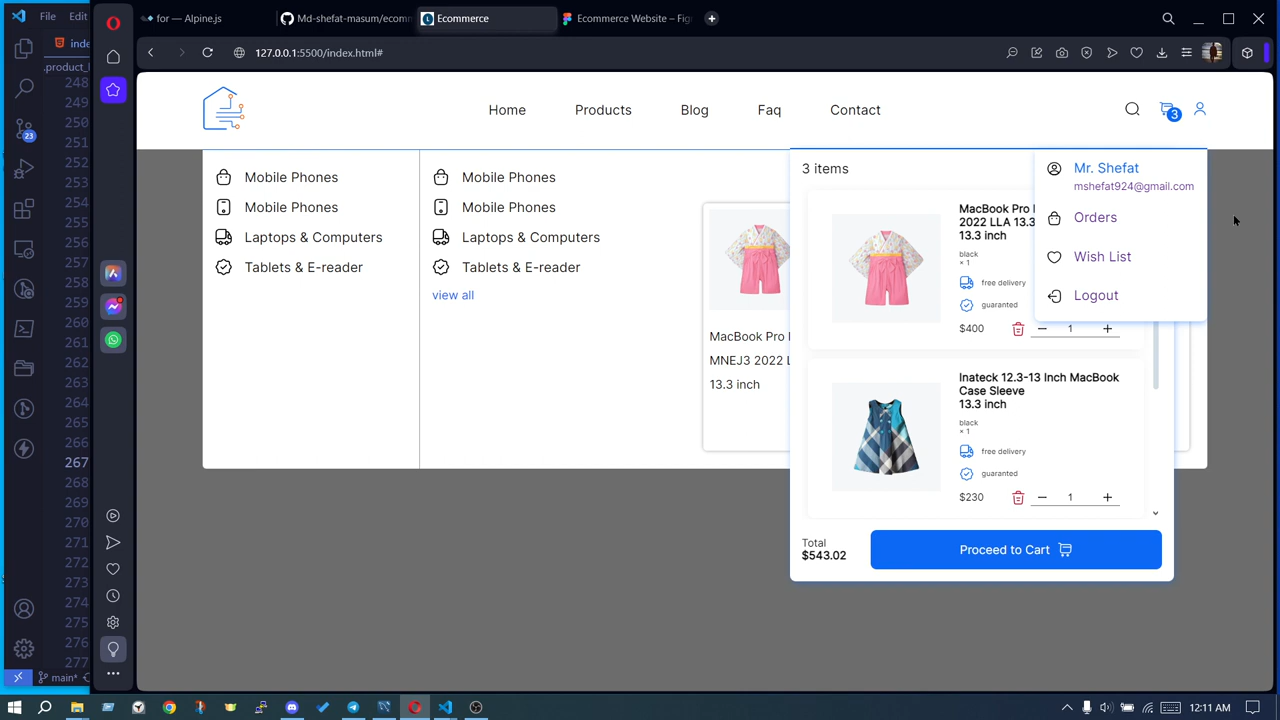 File
Edit
for — Alpine.js
Md-shefat-masum/ecomm
Ecommerce
Ecommerce Website – Fig
127.0.0.1:5500/index.html#
inde
.product_l
248
249
250
251
252
253
254
255
256
257
258
259
260
261
262
263
264
265
266
267
268
269
270
271
272
273
274
275
276
277
23
main*
Home
Products
Blog
Faq
Contact
3
Mobile Phones
Mobile Phones
Laptops & Computers
Tablets & E-reader
Mobile Phones
Mobile Phones
Laptops & Computers
Tablets & E-reader
view all
MacBook Pro
MNEJ3 2022 L
13.3 inch
3 items
MacBook Pro
2022 LLA 13.3
13.3 inch
black
× 1
free delivery
guaranted
$400
1
Inateck 12.3-13 Inch MacBook
Case Sleeve
13.3 inch
black
× 1
free delivery
guaranted
$230
1
Total
$543.02
Proceed to Cart
Mr. Shefat
mshefat924@gmail.com
Orders
Wish List
Logout
12:11 AM